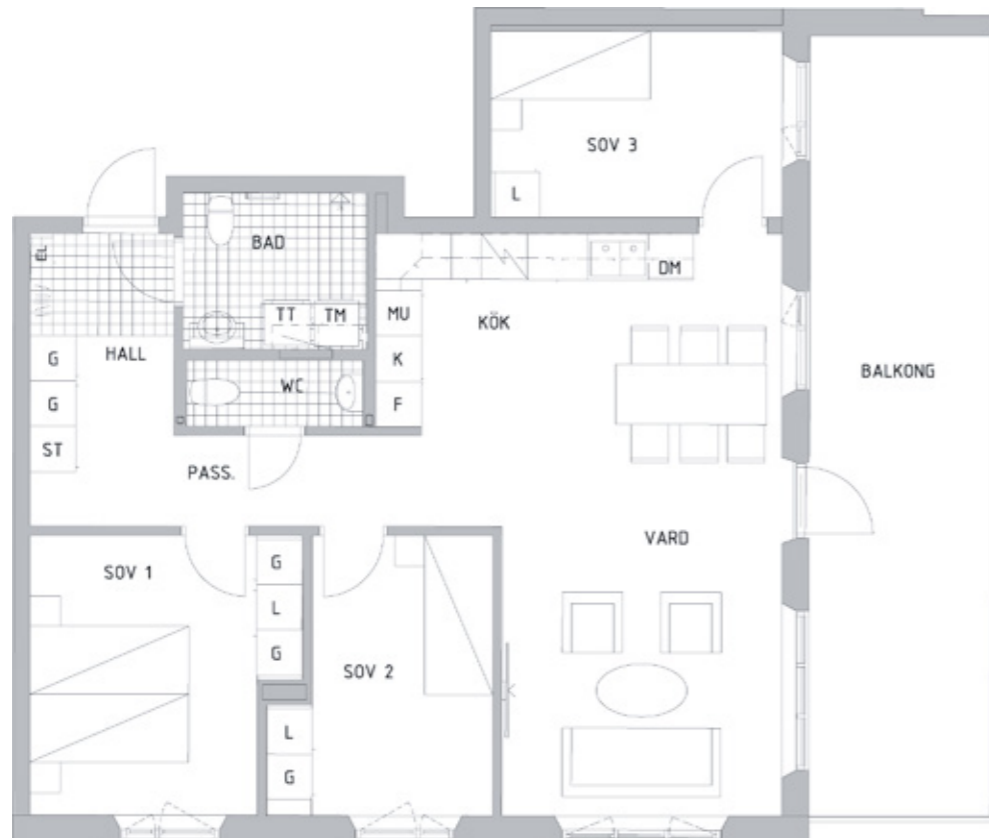 SOV 3
L
EL
BAD
TT TM
DM
MU
KÖK
HALL
G
K
WC
BALKONG
G
F
ST
PASS.
VARD
SOV 1
G
L
G
SOV 2
L
G